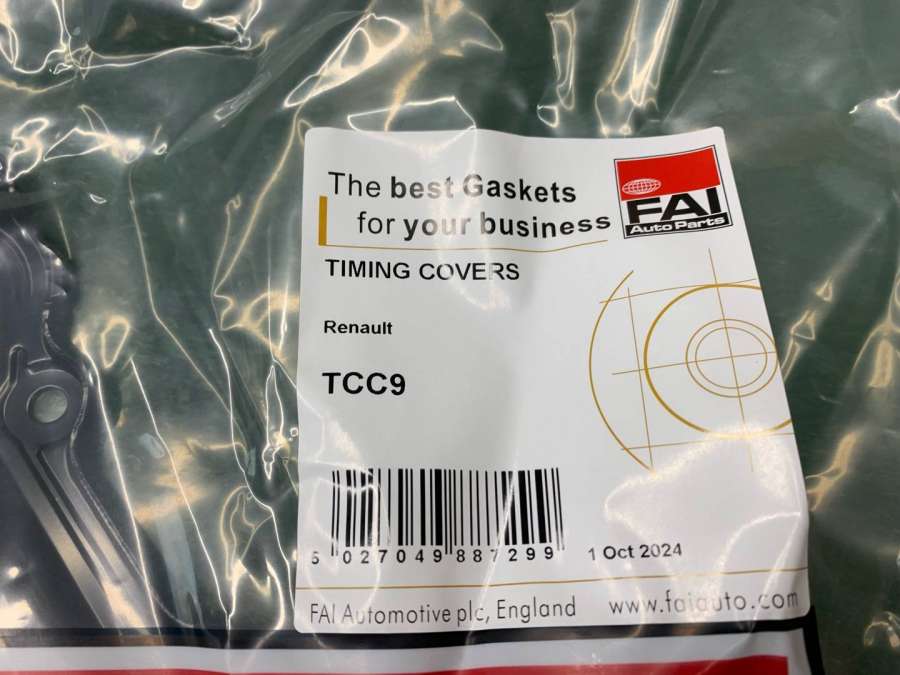 The best Gaskets
for your business
FAI
Auto Parts
TIMING COVERS
Renault
TCC9
5 027049 887299
1 Oct 2024
FAI Automotive plc, England www.faiauto.com